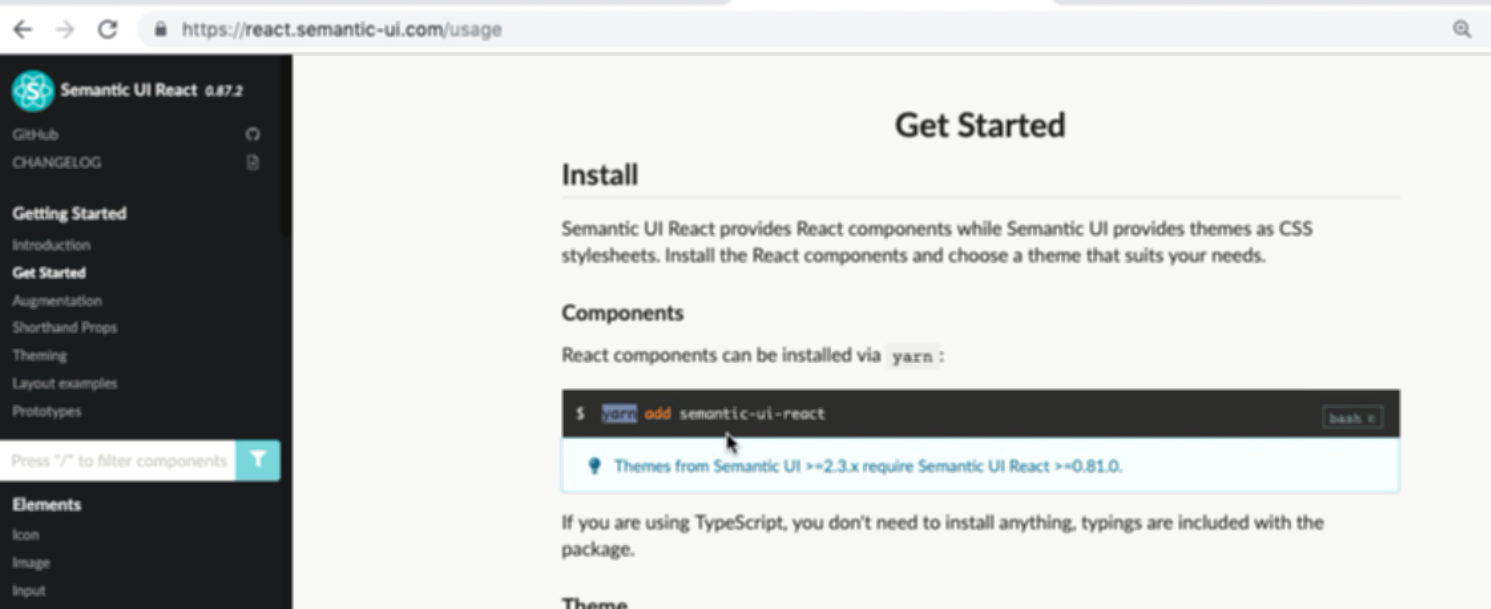 https://react.semantic-ui.com/usage
Semantic UI React 0.87.2
GitHub
CHANGELOG
Getting Started
Introduction
Get Started
Augmentation
Shorthand Props
Theming
Layout examples
Prototypes
Press "/" to filter components
Elements
Icon
Image
Input
Get Started
Install
Semantic UI React provides React components while Semantic UI provides themes as CSS
stylesheets. Install the React components and choose a theme that suits your needs.
Components
React components can be installed via yarn :
$ yarn add semantic-ui-react
bash
Themes from Semantic UI >=2.3.x require Semantic UI React >=0.81.0.
If you are using TypeScript, you don't need to install anything, typings are included with the
package.
Theme